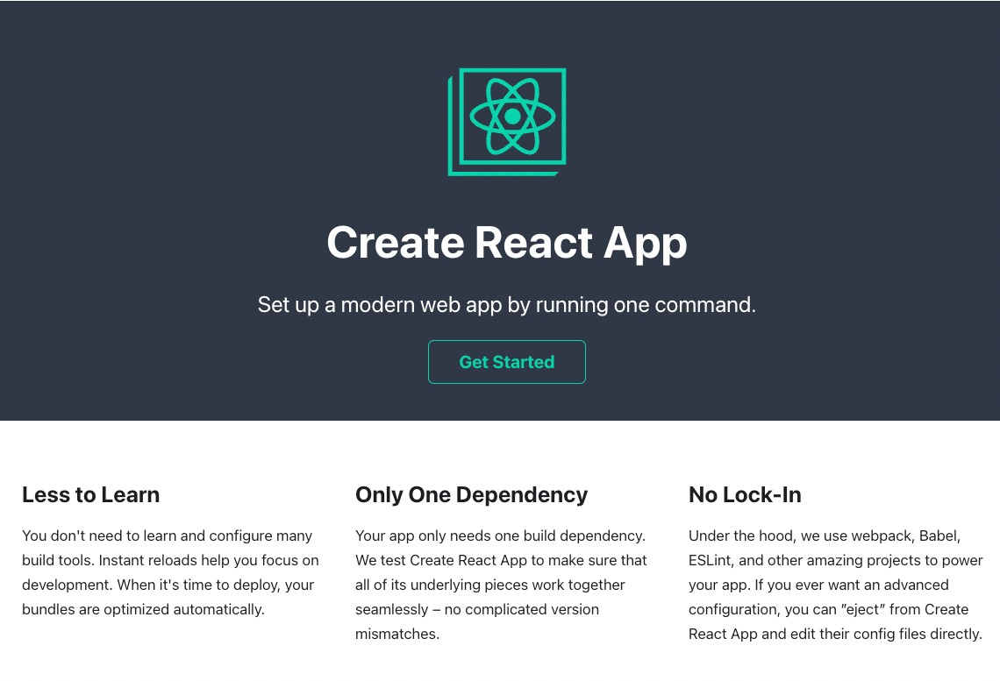 Create React App
Set up a modern web app by running one command.
Get Started
Less to Learn
You don't need to learn and configure many
build tools. Instant reloads help you focus on
development. When it's time to deploy, your
bundles are optimized automatically.
Only One Dependency
Your app only needs one build dependency.
We test Create React App to make sure that
all of its underlying pieces work together
seamlessly – no complicated version
mismatches.
No Lock-In
Under the hood, we use webpack, Babel,
ESLint, and other amazing projects to power
your app. If you ever want an advanced
configuration, you can ”eject” from Create
React App and edit their config files directly.